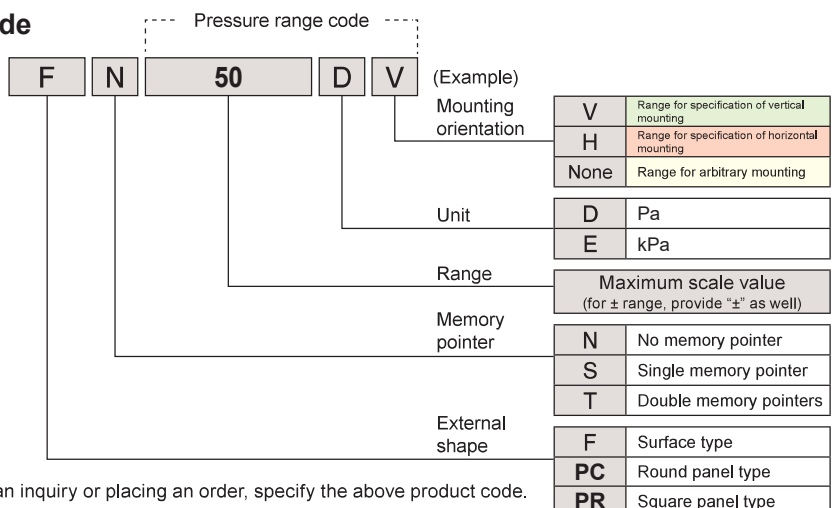 de
Pressure range code
F N 50 D V (Example)
Mounting
orientation
V Range for specification of vertical
mounting
H Range for specification of horizontal
mounting
None Range for arbitrary mounting
Unit
D Pa
E kPa
Range
Maximum scale value
(for ± range, provide “±” as well)
Memory
pointer
N No memory pointer
S Single memory pointer
T Double memory pointers
External
shape
F Surface type
PC Round panel type
PR Square panel type
an inquiry or placing an order, specify the above product code.